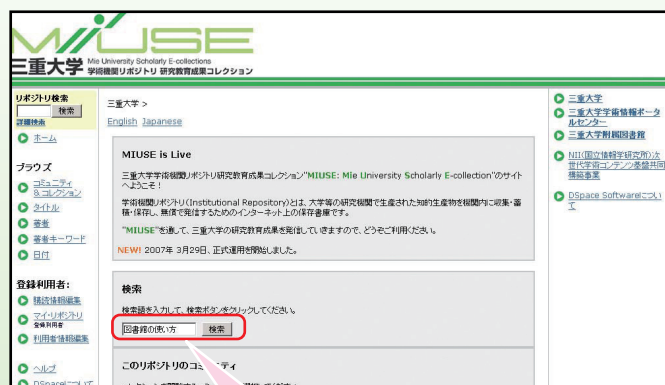 MIUSE
三重大学 Mie University Scholarly E-collections
学術機関リポジトリ 研究教育成果コレクション
リポジトリ検索
検索
詳細検索
ホーム
ブラウズ
コミュニティ
&コレクション
タイトル
著者
著者キーワード
日付
登録利用者:
購読情報編集
マイ・リポジトリ
登録利用者
利用者情報編集
ヘルプ
DSpaceについて
三重大学 >
English Japanese
MIUSE is Live
三重大学学術機関リポジトリ研究教育成果コレクション"MIUSE: Mie University Scholarly E-collection"のサイト
へようこそ!
学術機関リポジトリ(Institutional Repository)とは、大学等の研究機関で生産された知的生産物を機関内に収集・蓄
積・保存し、無償で発信するためのインターネット上の保存書庫です。
"MIUSE"を通して、三重大学の研究教育成果を発信していきますので、どうぞご利用ください。
NEW! 2007年 3月29日、正式運用を開始しました。
検索
検索語を入力して、検索ボタンをクリックしてください。
図書館の使い方 検索
このリポジトリのコミュ ティ
三重大学
三重大学学術情報ポータ
ルセンター
三重大学附属図書館
NII(国立情報学研究所)次
世代学術コンテンツ基盤共同
構築事業
DSpace Softwareについ
て